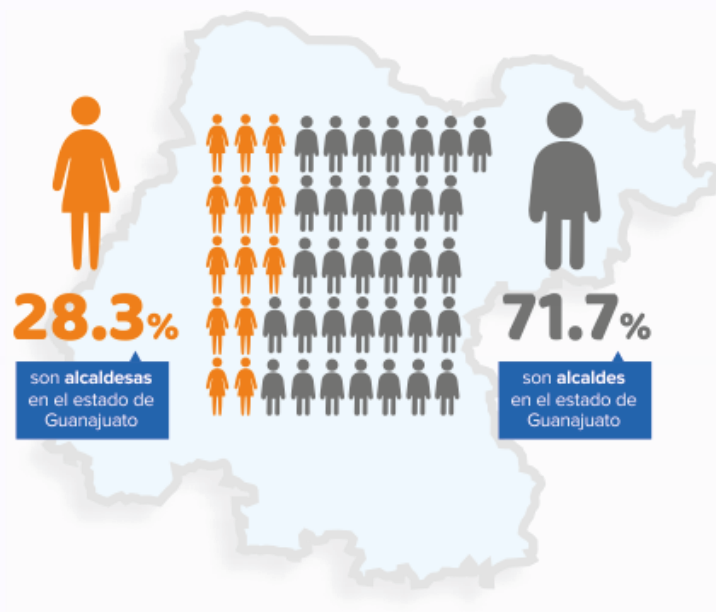 28.3%
son alcaldesas
en el estado de
Guanajuato
71.7%
son alcaldes
en el estado de
Guanajuato